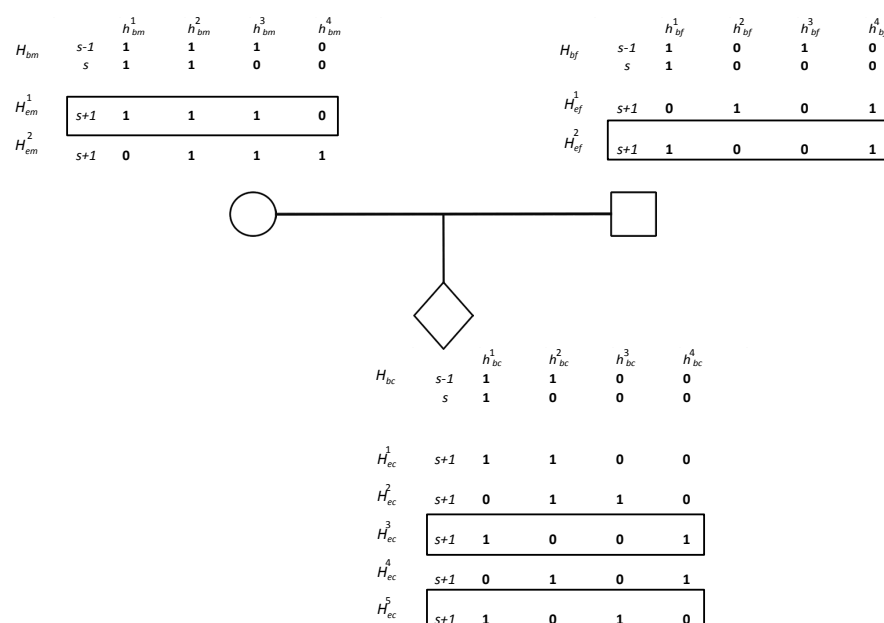 h¹bm h²bm h³bm h⁴bm
Hbm s-1 1 1 1 0
s 1 1 0 0
H¹em s+1 1 1 1 0
H²em s+1 0 1 1 1
h¹bf h²bf h³bf h⁴bf
Hbf s-1 1 0 1 0
s 1 0 0 0
H¹ef s+1 0 1 0 1
H²ef s+1 1 0 0 1
h¹bc h²bc h³bc h⁴bc
Hbc s-1 1 1 0 0
s 1 0 0 0
H¹ec s+1 1 1 0 0
H²ec s+1 0 1 1 0
H³ec s+1 1 0 0 1
H⁴ec s+1 0 1 0 1
H⁵ec s+1 1 0 1 0